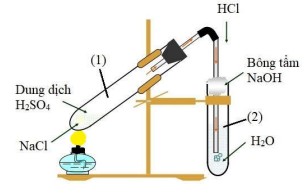 HCl
(1)
Dung dịch
H₂SO₄
NaCl
Bông tẩm
NaOH
(2)
H₂O